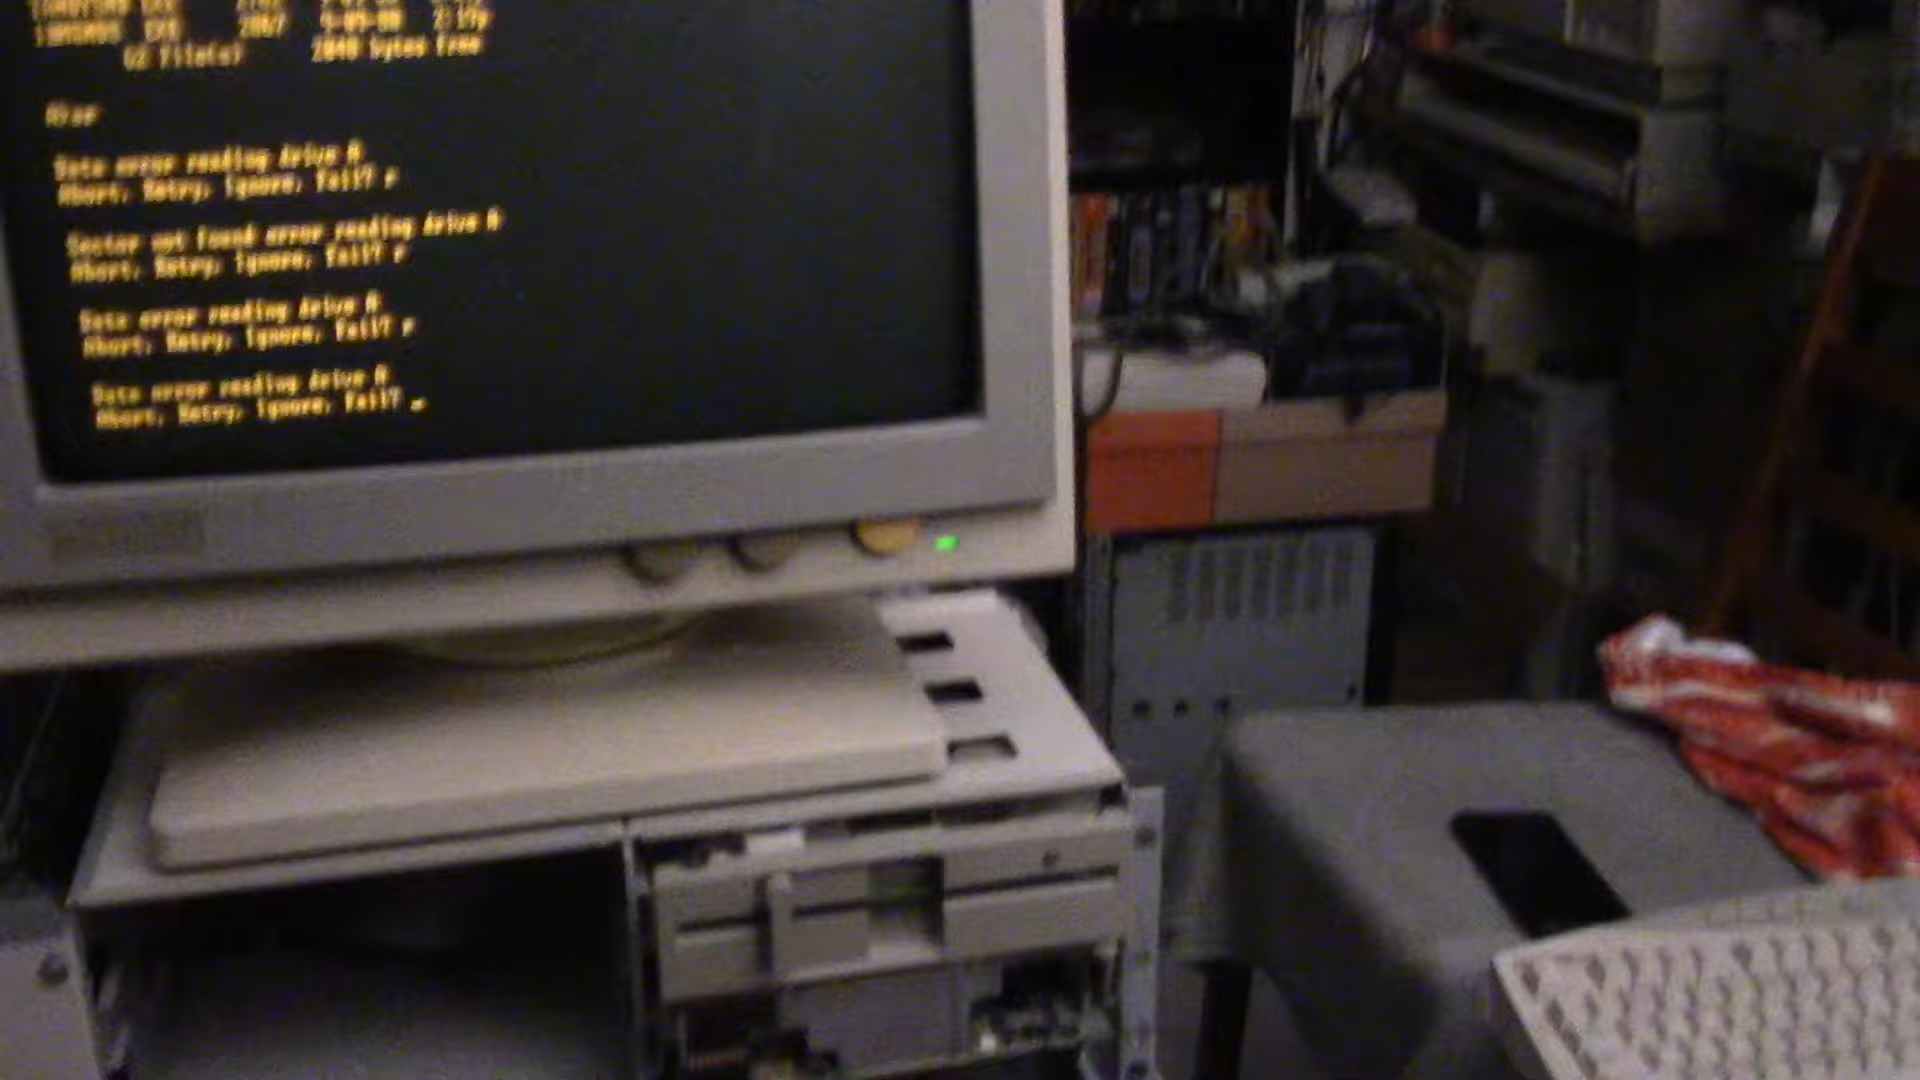 62 File(s) 2048 bytes free
A>ar
Data error reading drive A
Abort, Retry, Ignore, Fail? r
Sector not found error reading drive A
Abort, Retry, Ignore, Fail? r
Data error reading drive A
Abort, Retry, Ignore, Fail? r
Data error reading drive A
Abort, Retry, Ignore, Fail? _